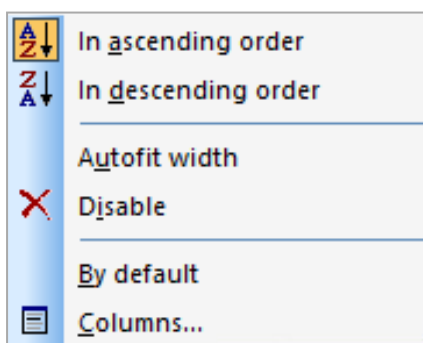 In ascending order
In descending order
Autofit width
Disable
By default
Columns...